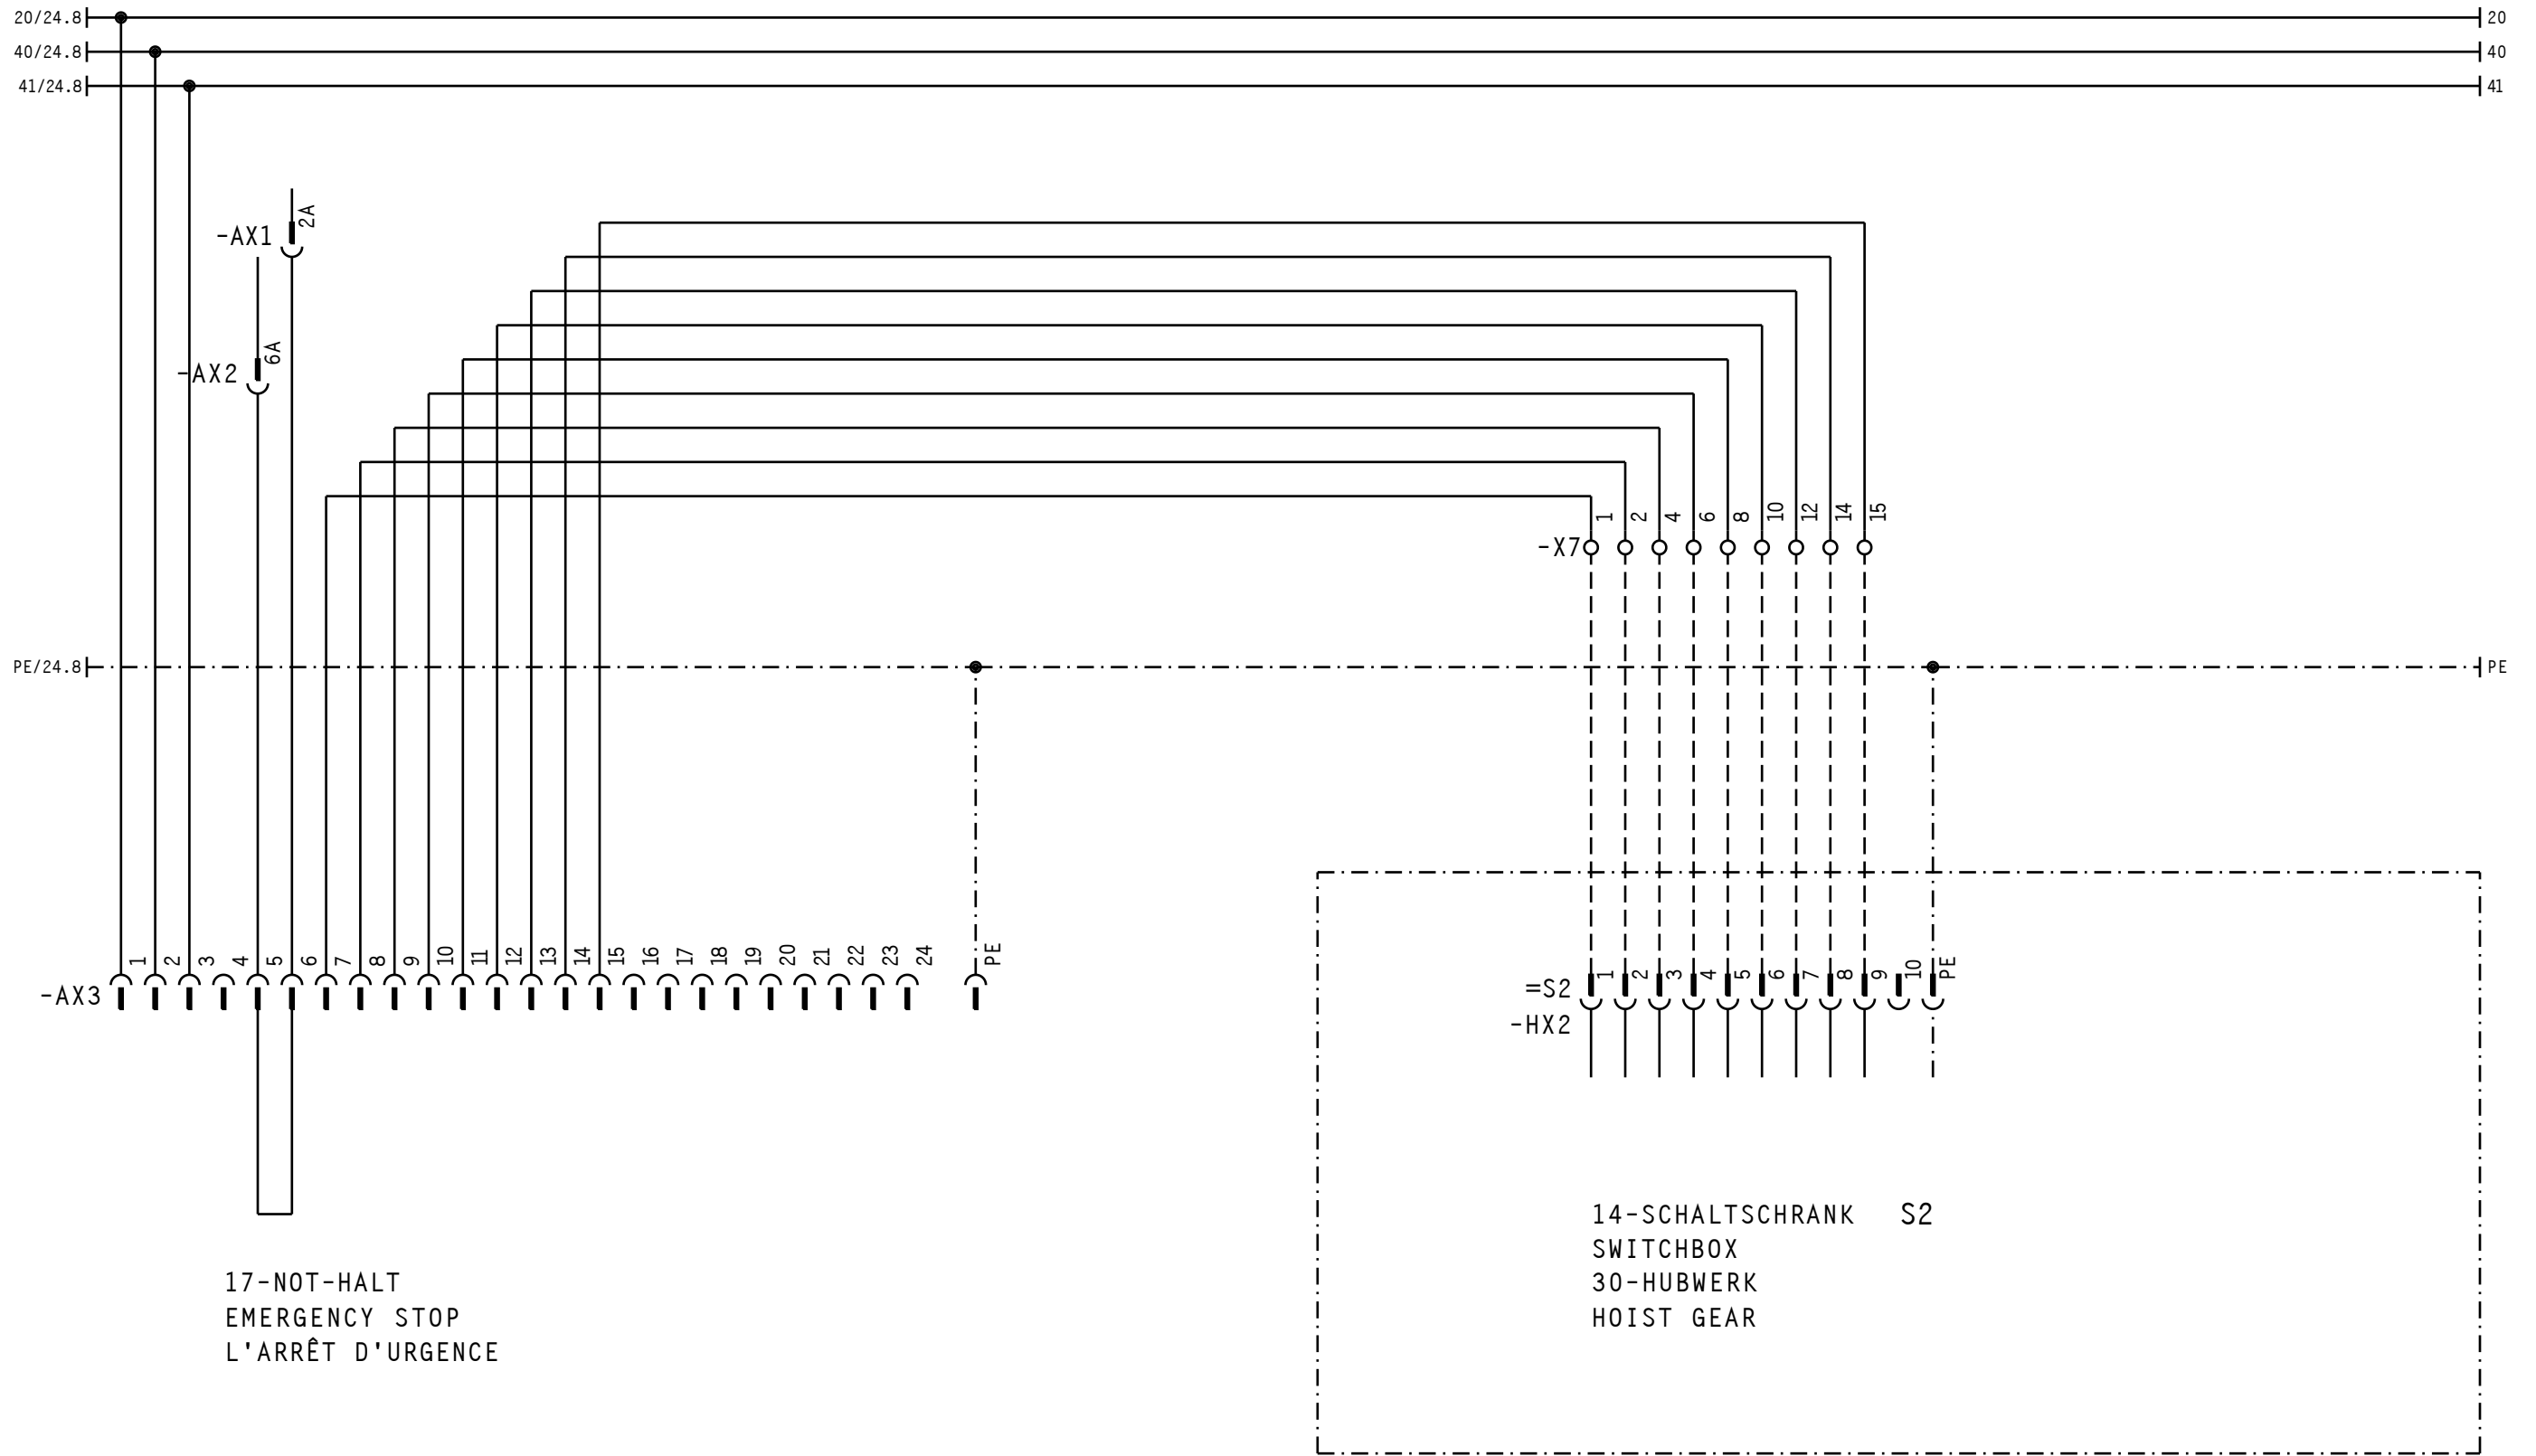 20/24.8 20
40/24.8 40
41/24.8 41
-AX1 2A
-AX2 6A
1 2 4 6 8 10 12 14 15
-X7
PE/24.8 PE
1 2 3 4 5 6 7 8 9 10 11 12 13 14 15 16 17 18 19 20 21 22 23 24 PE
-AX3
1 2 3 4 5 6 7 8 9 10 PE
=S2
-HX2
14-SCHALTSCHRANK S2
SWITCHBOX
30-HUBWERK
HOIST GEAR
17-NOT-HALT
EMERGENCY STOP
L'ARRÊT D'URGENCE